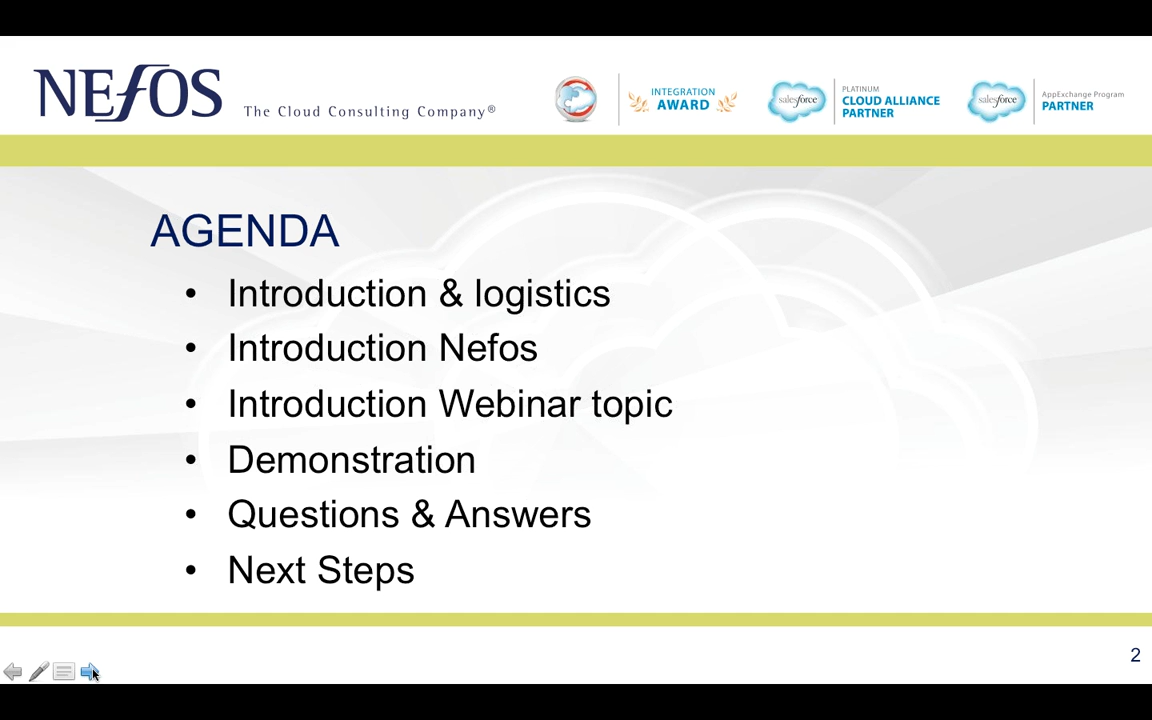 NEfOS
The Cloud Consulting Company®
INTEGRATION
AWARD
salesforce
PLATINUM
CLOUD ALLIANCE
PARTNER
salesforce
AppExchange Program
PARTNER
AGENDA
• Introduction & logistics
• Introduction Nefos
• Introduction Webinar topic
• Demonstration
• Questions & Answers
• Next Steps
2